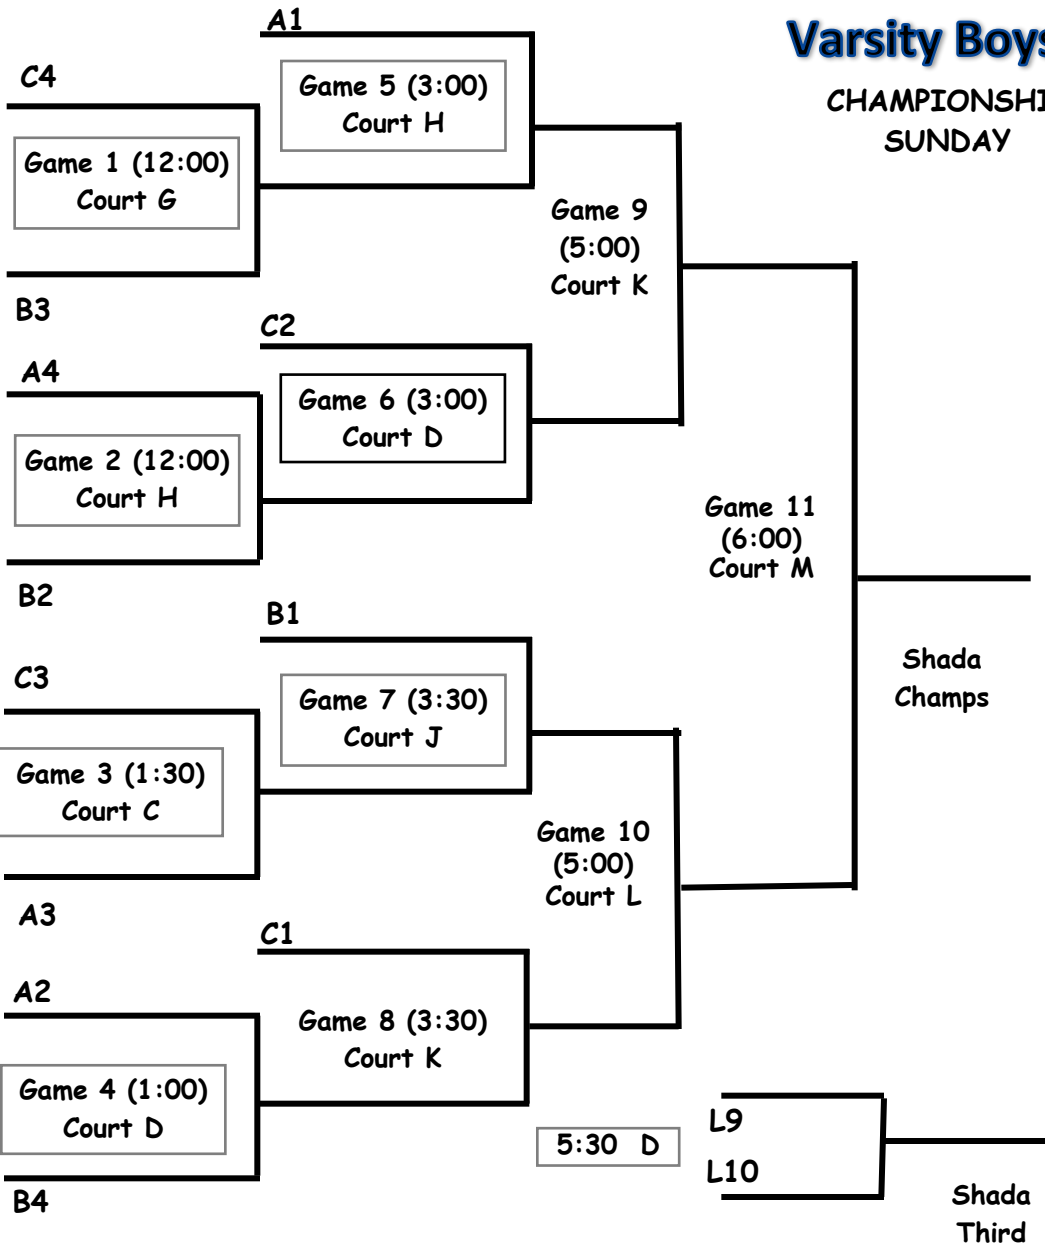 A1
Varsity Boys
CHAMPIONSHI
SUNDAY
C4
Game 5 (3:00)
Court H
Game 1 (12:00)
Court G
B3
Game 9
(5:00)
Court K
C2
A4
Game 6 (3:00)
Court D
Game 2 (12:00)
Court H
B2
Game 11
(6:00)
Court M
B1
C3
Game 7 (3:30)
Court J
Shada
Champs
Game 3 (1:30)
Court C
A3
Game 10
(5:00)
Court L
C1
A2
Game 8 (3:30)
Court K
Game 4 (1:00)
Court D
B4
5:30 D
L9
L10
Shada
Third